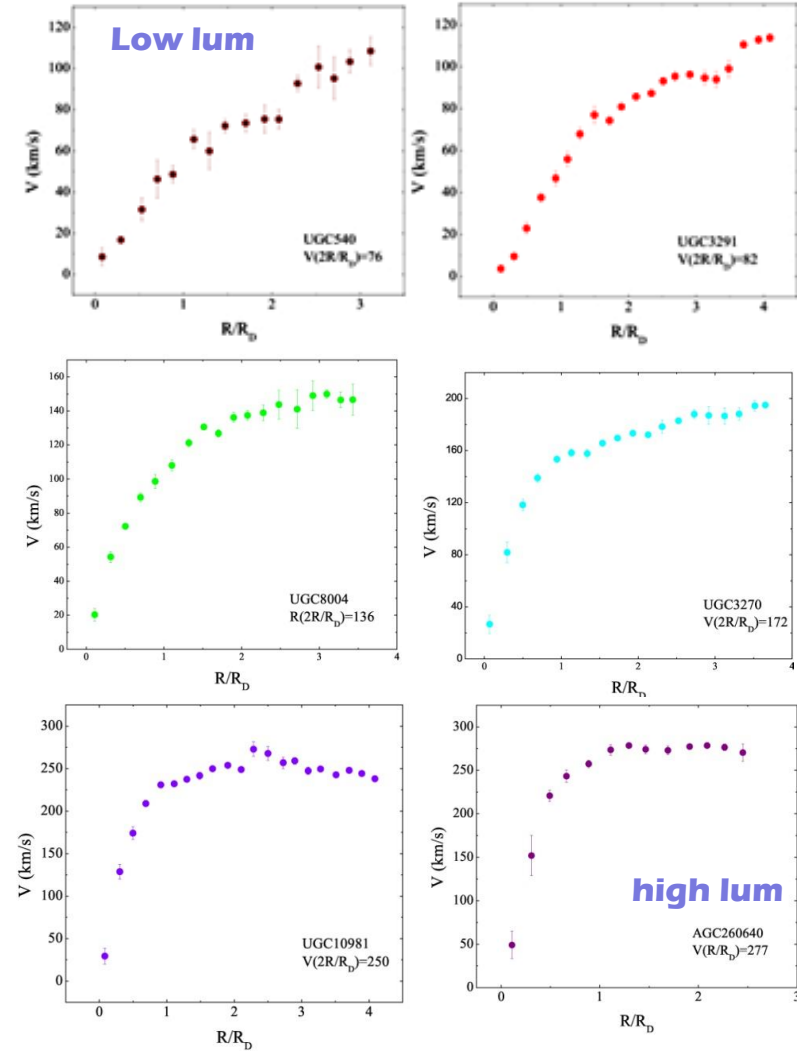 Low lum
120
100
80
60
40
20
0
V (km/s)
UGC540
V(2R/R_D)=76
0 1 2 3
R/R_D
120
100
80
60
40
20
0
V (km/s)
UGC3291
V(2R/R_D)=82
0 1 2 3 4
R/R_D
160
140
120
100
80
60
40
20
0
V (km/s)
UGC8004
R(2R/R_D)=136
0 1 2 3 4
R/R_D
200
160
120
80
40
0
V (km/s)
UGC3270
V(2R/R_D)=172
0 1 2 3 4
R/R_D
300
250
200
150
100
50
0
V (km/s)
UGC10981
V(2R/R_D)=250
0 1 2 3 4
R/R_D
300
250
200
150
100
50
0
V (km/s)
high lum
AGC260640
V(R/R_D)=277
0 1 2 3
R/R_D